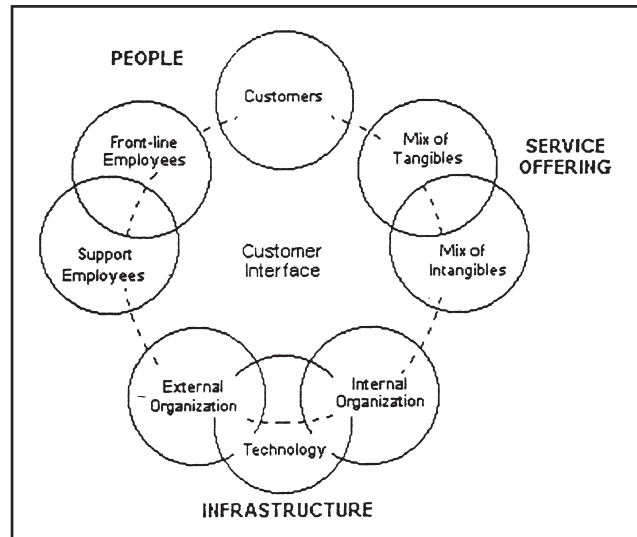 PEOPLE
Customers
Front-line
Employees
Mix of
Tangibles
SERVICE
OFFERING
Support
Employees
Customer
Interface
Mix of
Intangibles
External
Organization
Internal
Organization
Technology
INFRASTRUCTURE